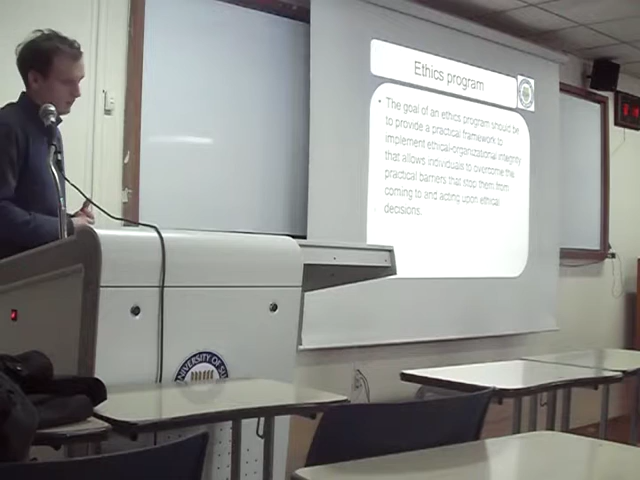 Ethics program
• The goal of an ethics program should be
to provide a practical framework to
implement ethical-organizational integrity
that allows individuals to overcome the
practical barriers that stop them from
coming to and acting upon ethical
decisions.
UNIVERSITY OF